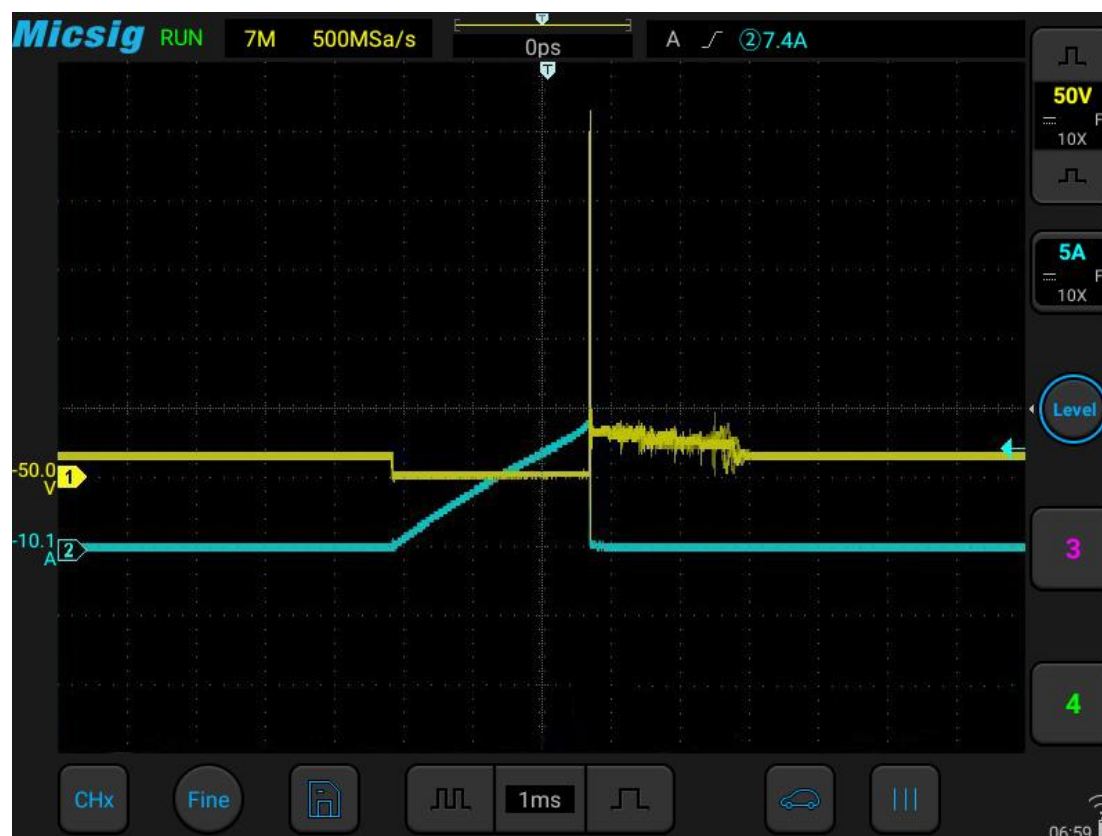 Micsig RUN 7M 500MSa/s 0ps A ②7.4A
T
T
50V
F
10X
5A
F
10X
Level
-50.0
V
1
-10.1
A
2
3
4
CHx Fine 1ms
06:59